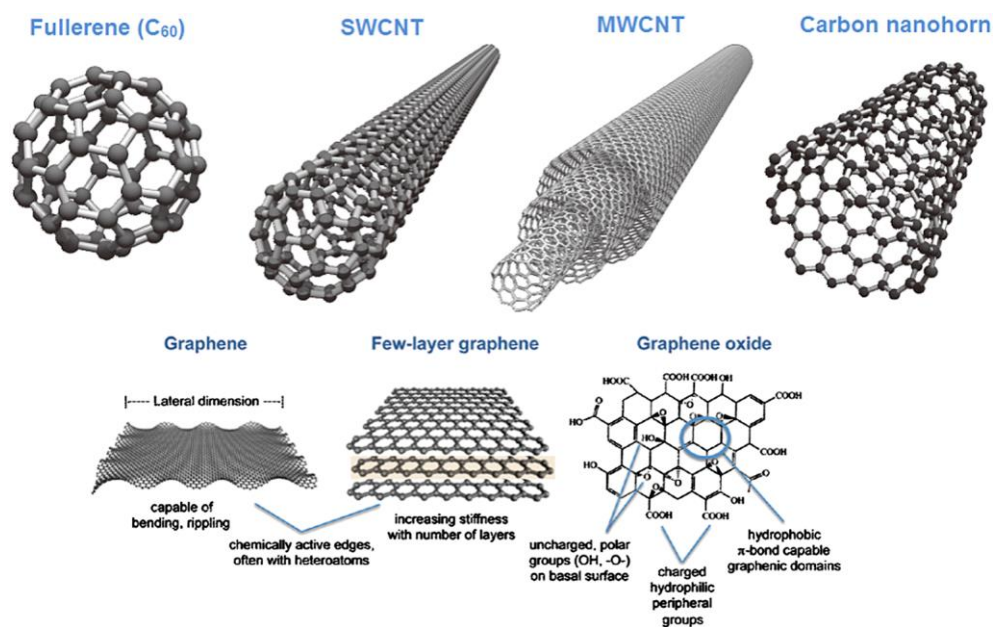 Fullerene (C₆₀)
SWCNT
MWCNT
Carbon nanohorn
Graphene
Few-layer graphene
Graphene oxide
Lateral dimension
capable of
bending, rippling
chemically active edges,
often with heteroatoms
increasing stiffness
with number of layers
HOOC
COOH
COOH
OH
COOH
HO
O
O
O
O
HO
COOH
HO
O
O
O
O
O
O
OH
COOH
COOH
uncharged, polar
groups (OH, -O-)
on basal surface
charged
hydrophilic
peripheral
groups
hydrophobic
π-bond capable
graphenic domains